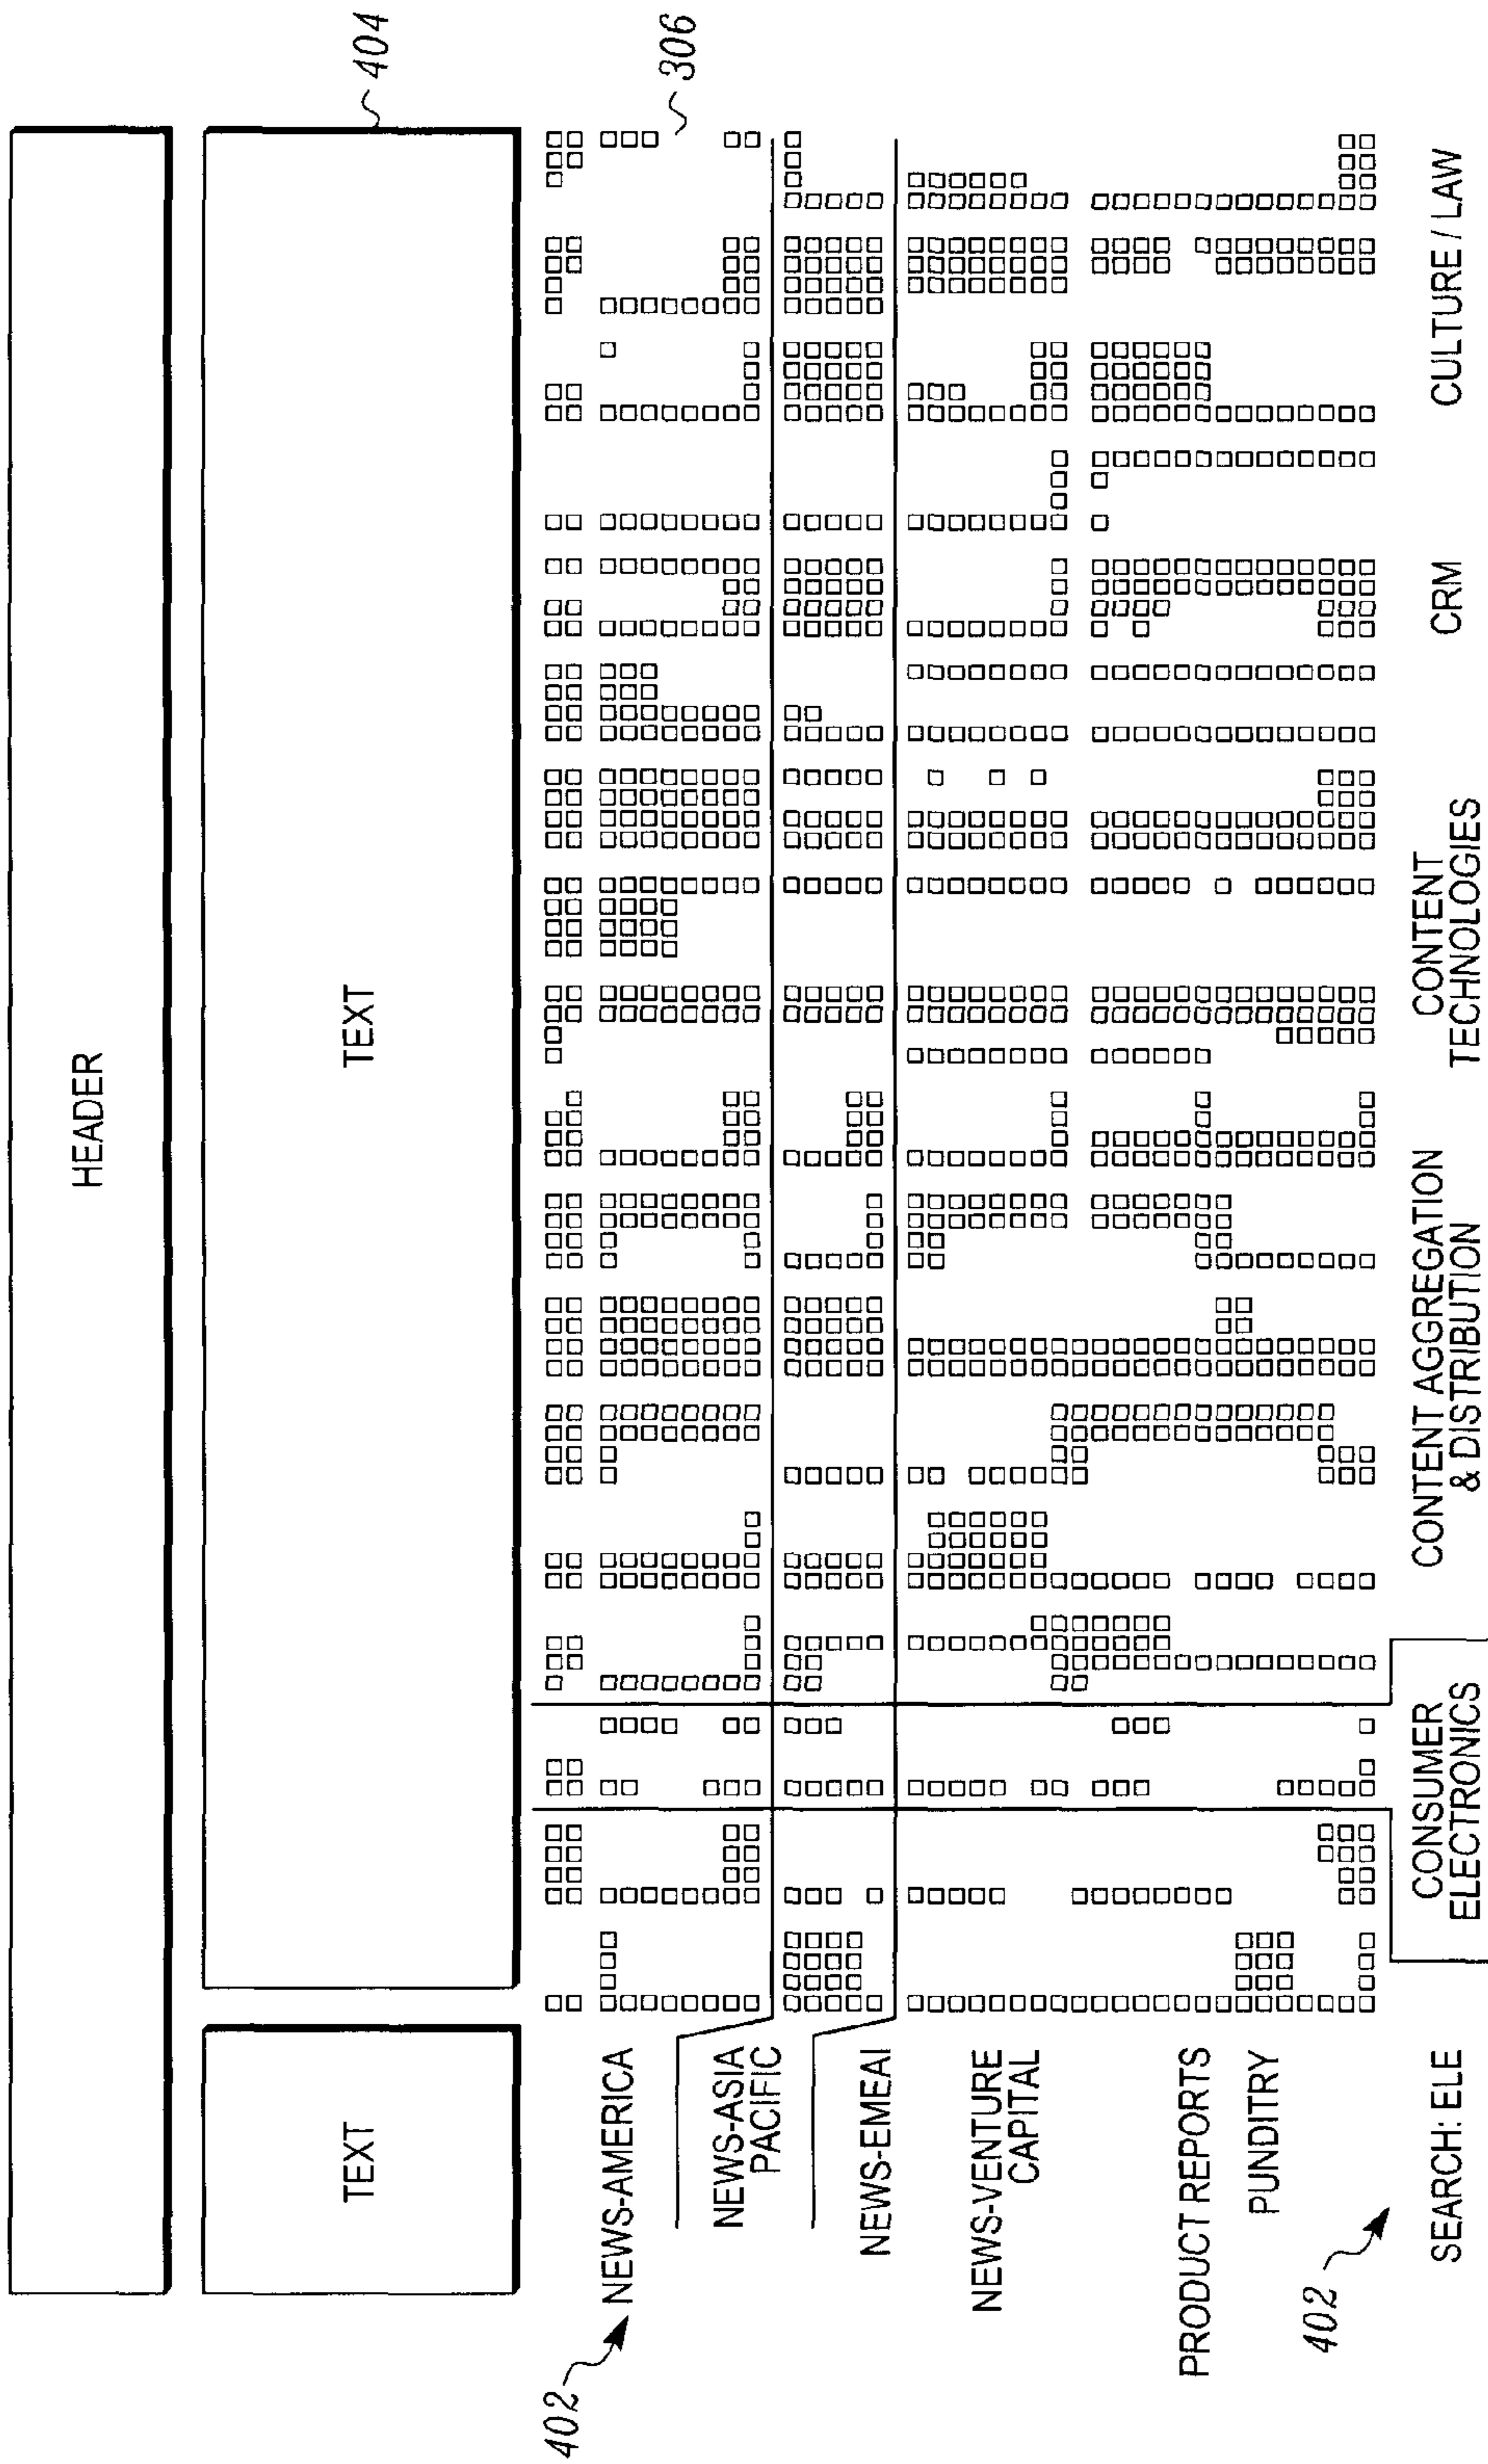 HEADER
TEXT
TEXT
404
402
306
NEWS-AMERICA
NEWS-ASIA
PACIFIC
NEWS-EMEAI
NEWS-VENTURE
CAPITAL
PRODUCT REPORTS
PUNDITRY
402
SEARCH: ELE
CONSUMER
ELECTRONICS
CONTENT AGGREGATION
& DISTRIBUTION
CONTENT
TECHNOLOGIES
CRM
CULTURE / LAW